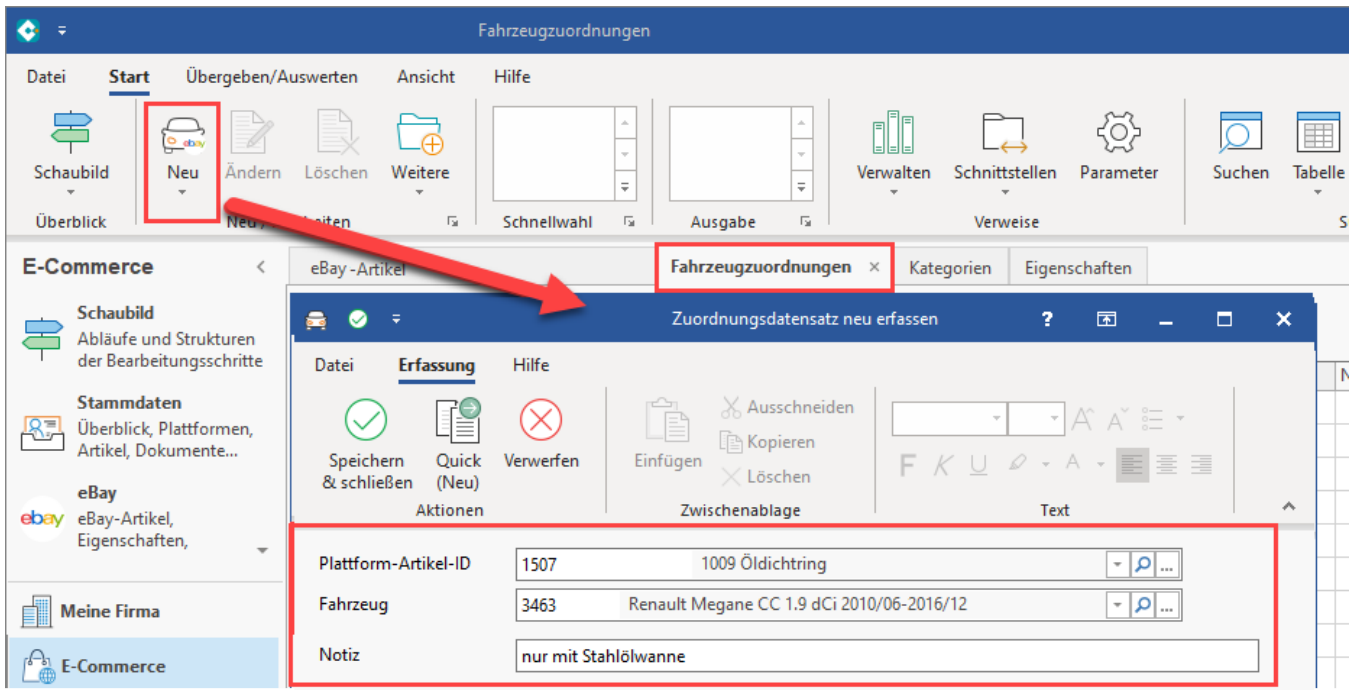 Fahrzeugzuordnungen
Datei Start Übergeben/Auswerten Ansicht Hilfe
ebay
Schaubild Neu Ändern Löschen Weitere Verwalten Schnittstellen Parameter Suchen Tabelle
Überblick Schnellwahl Ausgabe Verweise
E-Commerce
eBay -Artikel Fahrzeugzuordnungen × Kategorien Eigenschaften
Schaubild
Abläufe und Strukturen
der Bearbeitungsschritte
Stammdaten
Überblick, Plattformen,
Artikel, Dokumente...
eBay
ebay
eBay-Artikel,
Eigenschaften,
Meine Firma
E-Commerce
Zuordnungsdatensatz neu erfassen
Datei Erfassung Hilfe
Speichern
& schließen
Quick
(Neu)
Verwerfen
Aktionen
Einfügen
Ausschneiden
Kopieren
Löschen
Zwischenablage
F K U A
Text
Plattform-Artikel-ID 1507 1009 Öldichtring ...
Fahrzeug 3463 Renault Megane CC 1.9 dCi 2010/06-2016/12 ...
Notiz nur mit Stahlölwanne